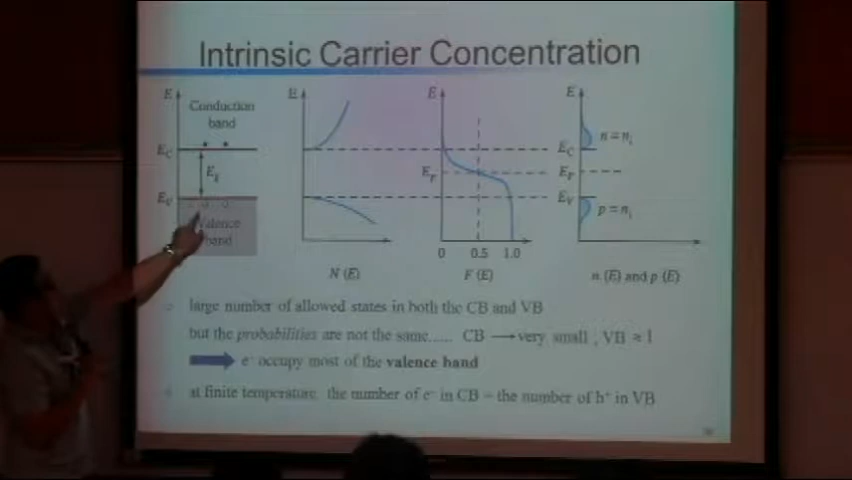 Intrinsic Carrier Concentration
E
Conduction
band
E_C
E_g
E_V
Valence
band
E
N (E)
E
E_F
0 0.5 1.0
F (E)
E
n = n_i
E_C
E_F
E_V
p = n_i
n (E) and p (E)
large number of allowed states in both the CB and VB
but the probabilities are not the same..... CB → very small , VB ≈ 1
e⁻ occupy most of the valence band
at finite temperature, the number of e⁻ in CB = the number of h⁺ in VB